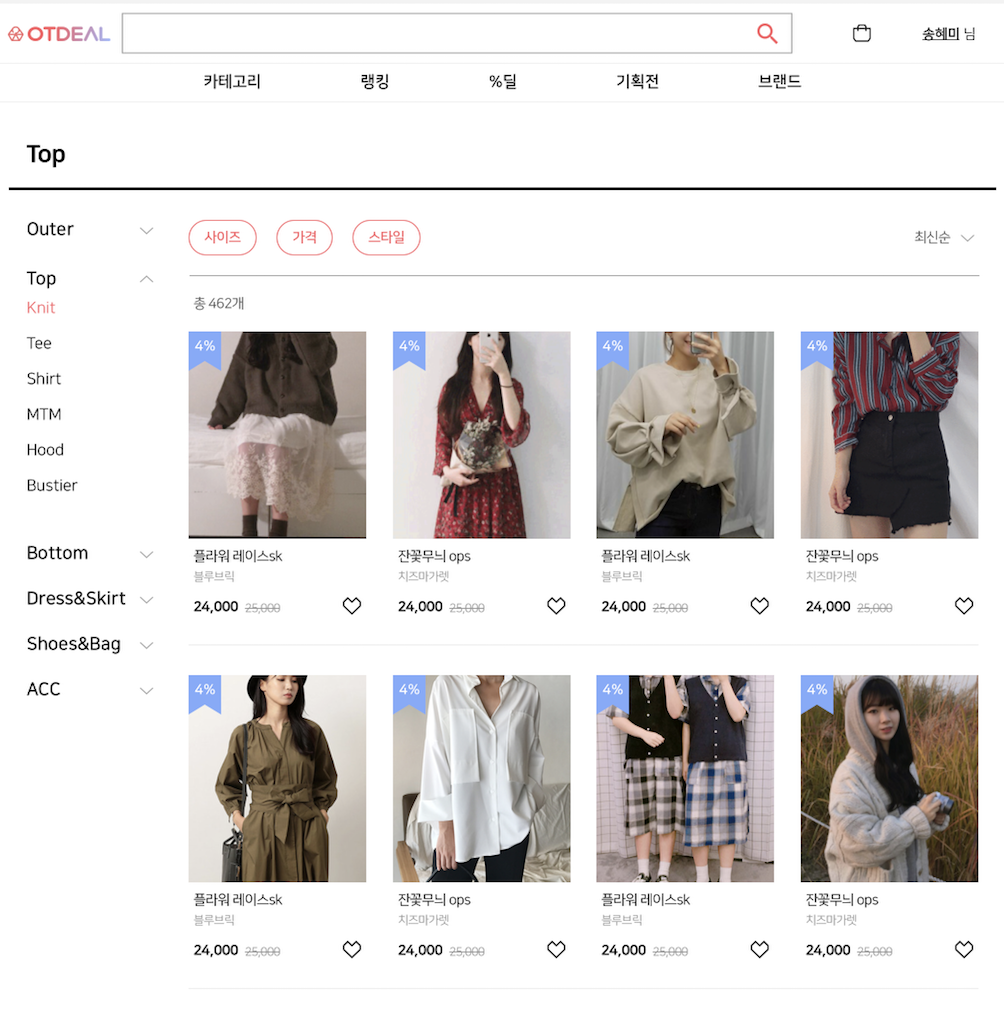 OTDEAL
송혜미 님
카테고리 랭킹 %딜 기획전 브랜드
Top
Outer
Top
Knit
Tee
Shirt
MTM
Hood
Bustier
Bottom
Dress&Skirt
Shoes&Bag
ACC
사이즈 가격 스타일 최신순
총 462개
4% 4% 4% 4%
플라워 레이스sk 잔꽃무늬 ops 플라워 레이스sk 잔꽃무늬 ops
블루브릭 치즈마가렛 블루브릭 치즈마가렛
24,000 25,000 24,000 25,000 24,000 25,000 24,000 25,000
4% 4% 4% 4%
플라워 레이스sk 잔꽃무늬 ops 플라워 레이스sk 잔꽃무늬 ops
블루브릭 치즈마가렛 블루브릭 치즈마가렛
24,000 25,000 24,000 25,000 24,000 25,000 24,000 25,000